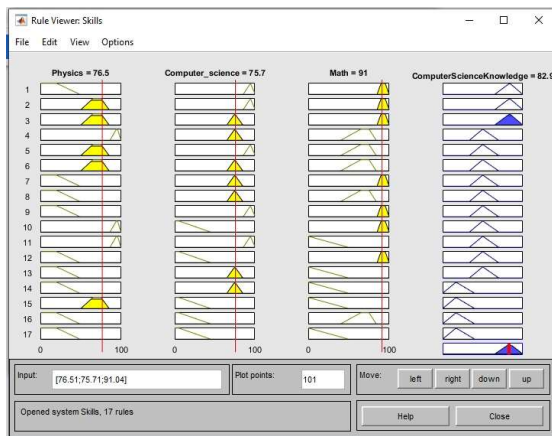 Rule Viewer: Skills
File Edit View Options
Physics = 76.5 Computer_science = 75.7 Math = 91 ComputerScienceKnowledge = 82.9
1
2
3
4
5
6
7
8
9
10
11
12
13
14
15
16
17
0 100 0 100 0 100
Input: [76.51;75.71;91.04] Plot points: 101 Move: left right down up
Opened system Skills, 17 rules Help Close